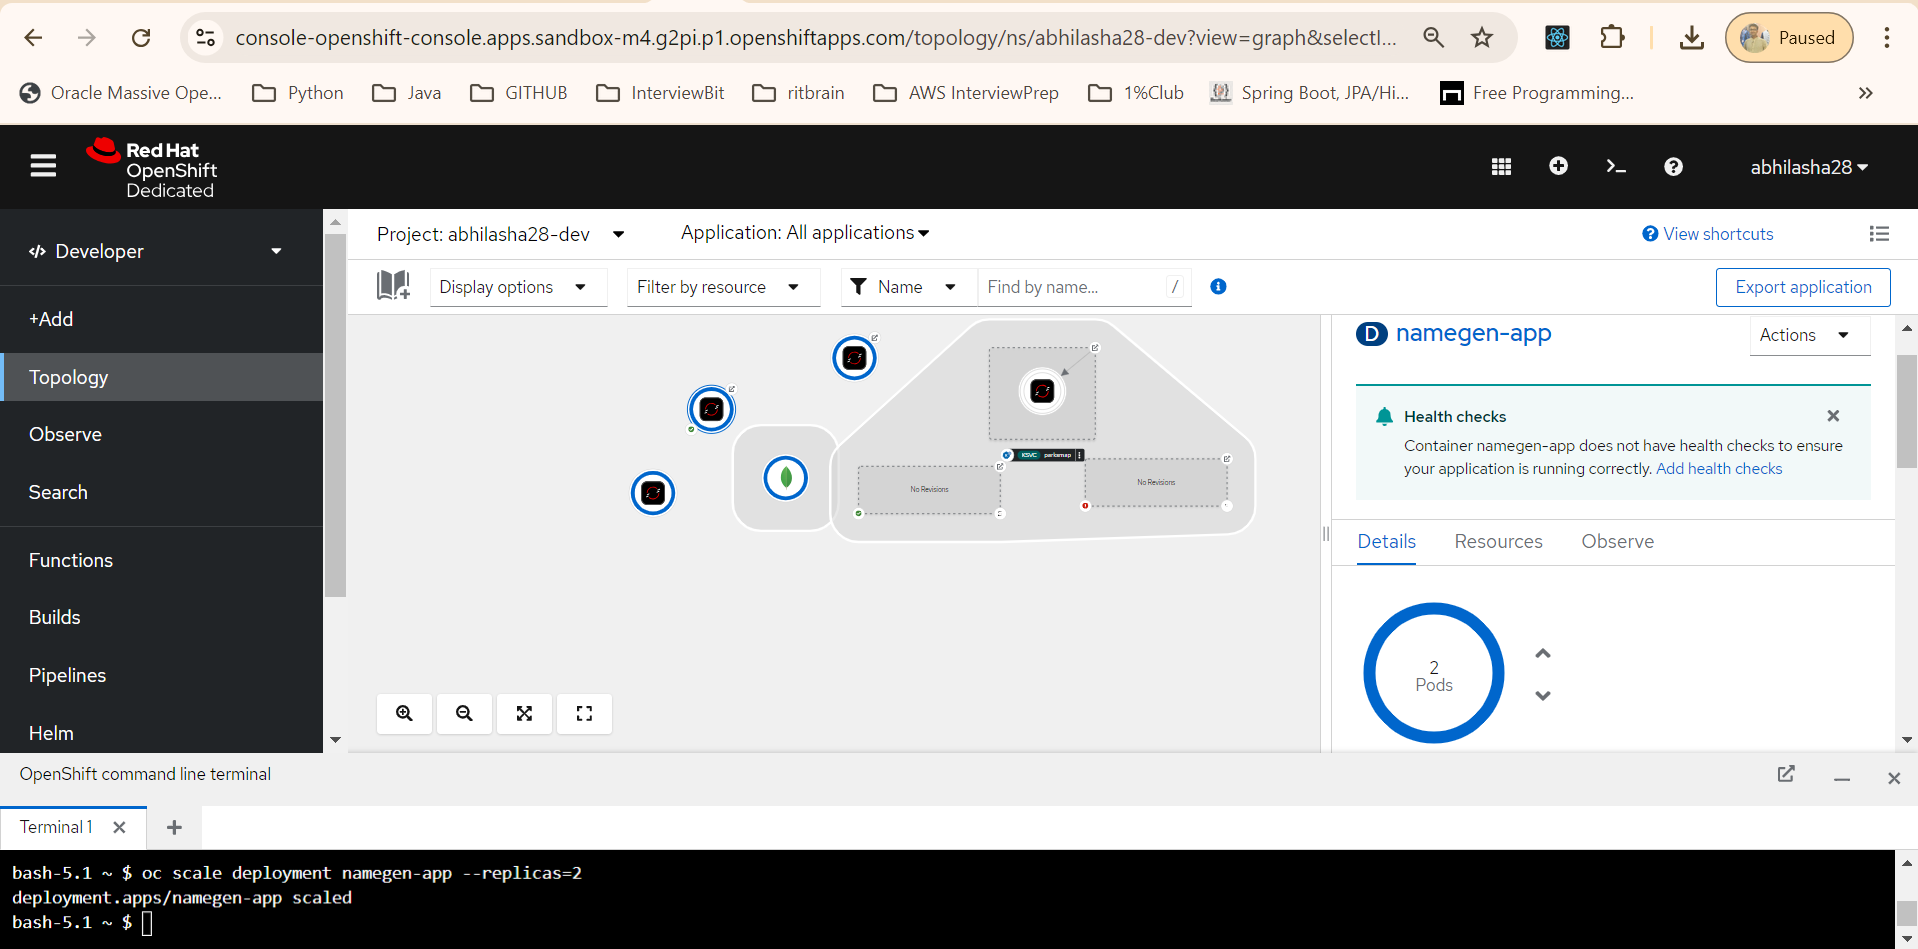 console-openshift-console.apps.sandbox-m4.g2pi.p1.openshiftapps.com/topology/ns/abhilasha28-dev?view=graph&selectI...
Paused
Oracle Massive Ope...
Python
Java
GITHUB
InterviewBit
ritbrain
AWS InterviewPrep
1%Club
Spring Boot, JPA/Hi...
Free Programming...
»
Red Hat
OpenShift
Dedicated
abhilasha28
</> Developer
+Add
Topology
Observe
Search
Functions
Builds
Pipelines
Helm
Project: abhilasha28-dev
Application: All applications
View shortcuts
Display options
Filter by resource
Name
Find by name...
/
Export application
KSVC parksmap
No Revisions
No Revisions
D namegen-app
Actions
Health checks
Container namegen-app does not have health checks to ensure
your application is running correctly. Add health checks
Details
Resources
Observe
2
Pods
OpenShift command line terminal
Terminal 1
bash-5.1 ~ $ oc scale deployment namegen-app --replicas=2
deployment.apps/namegen-app scaled
bash-5.1 ~ $